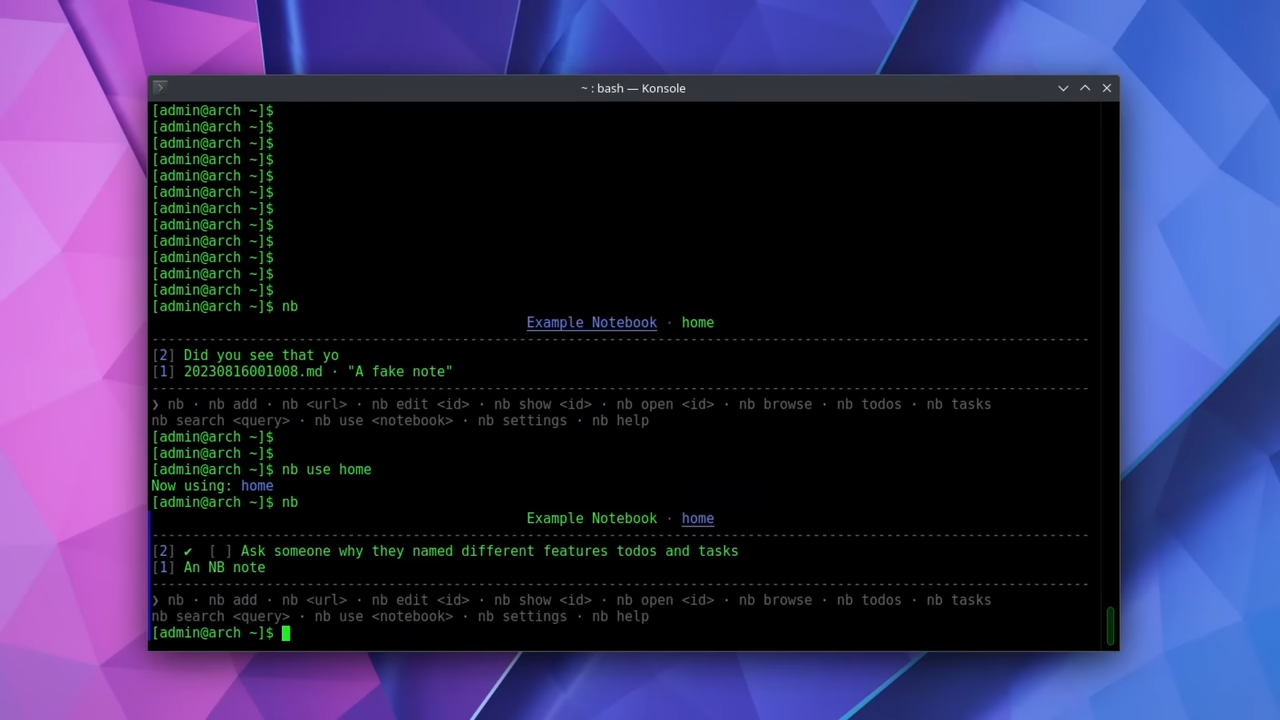 ~ : bash — Konsole
[admin@arch ~]$
[admin@arch ~]$
[admin@arch ~]$
[admin@arch ~]$
[admin@arch ~]$
[admin@arch ~]$
[admin@arch ~]$
[admin@arch ~]$
[admin@arch ~]$
[admin@arch ~]$
[admin@arch ~]$
[admin@arch ~]$
[admin@arch ~]$ nb
Example Notebook · home
--------------------------------------------------------------------------------------------------------------------
[2] Did you see that yo
[1] 20230816001008.md · "A fake note"
--------------------------------------------------------------------------------------------------------------------
❯ nb · nb add · nb <url> · nb edit <id> · nb show <id> · nb open <id> · nb browse · nb todos · nb tasks
nb search <query> · nb use <notebook> · nb settings · nb help
[admin@arch ~]$
[admin@arch ~]$
[admin@arch ~]$ nb use home
Now using: home
[admin@arch ~]$ nb
Example Notebook · home
--------------------------------------------------------------------------------------------------------------------
[2] ✔ [ ] Ask someone why they named different features todos and tasks
[1] An NB note
--------------------------------------------------------------------------------------------------------------------
❯ nb · nb add · nb <url> · nb edit <id> · nb show <id> · nb open <id> · nb browse · nb todos · nb tasks
nb search <query> · nb use <notebook> · nb settings · nb help
[admin@arch ~]$